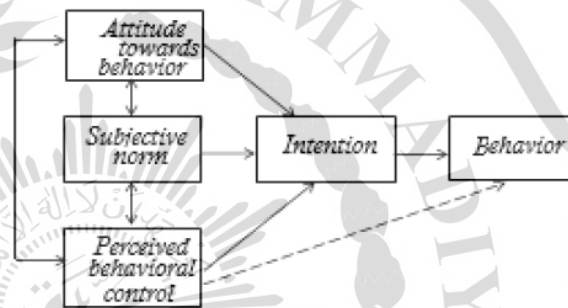 Attitude
towards
behavior
Subjective
norm
Intention
Behavior
Perceived
behavioral
control